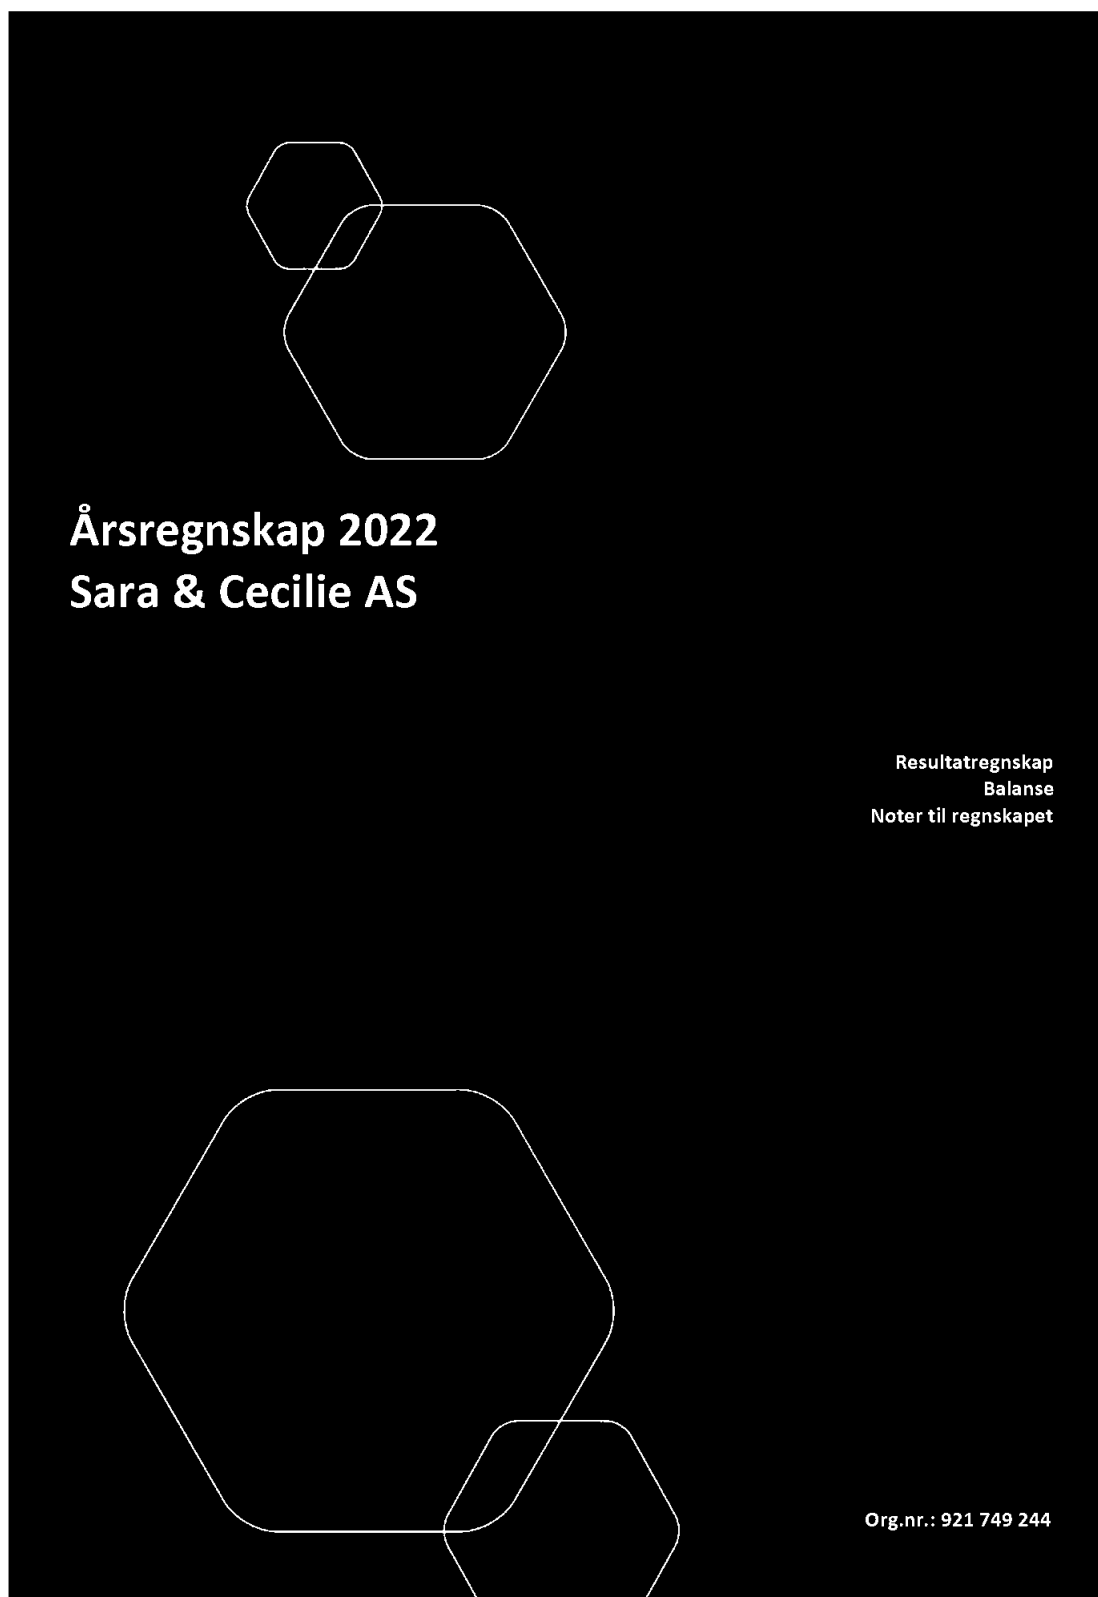 Årsregnskap 2022
Sara & Cecilie AS
Resultatregnskap
Balanse
Noter til regnskapet
Org.nr.: 921 749 244